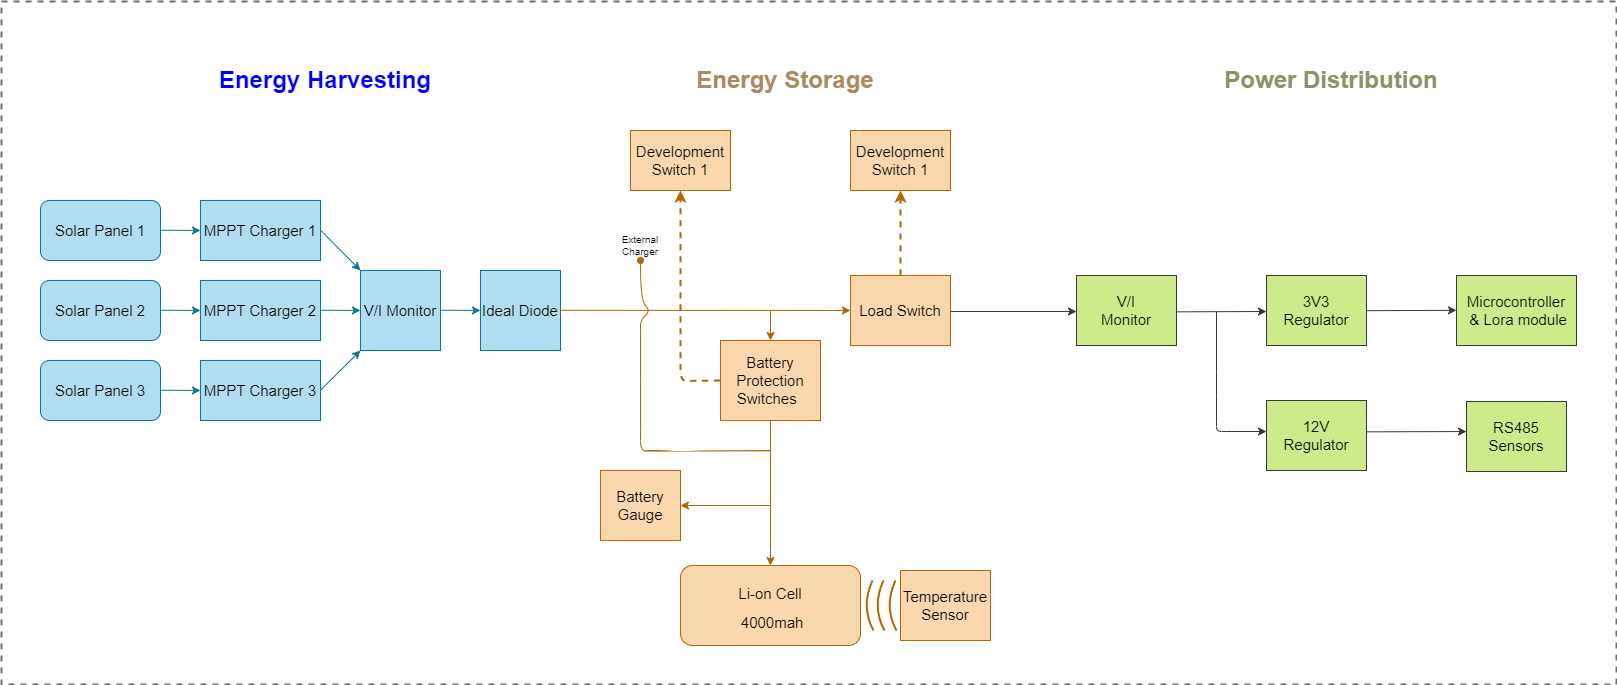 Energy Harvesting
Energy Storage
Power Distribution
Development
Switch 1
Development
Switch 1
Solar Panel 1
MPPT Charger 1
External
Charger
Solar Panel 2
MPPT Charger 2
V/I Monitor
Ideal Diode
Load Switch
V/I
Monitor
3V3
Regulator
Microcontroller
& Lora module
Solar Panel 3
MPPT Charger 3
Battery
Protection
Switches
12V
Regulator
RS485
Sensors
Battery
Gauge
Li-on Cell
4000mah
Temperature
Sensor